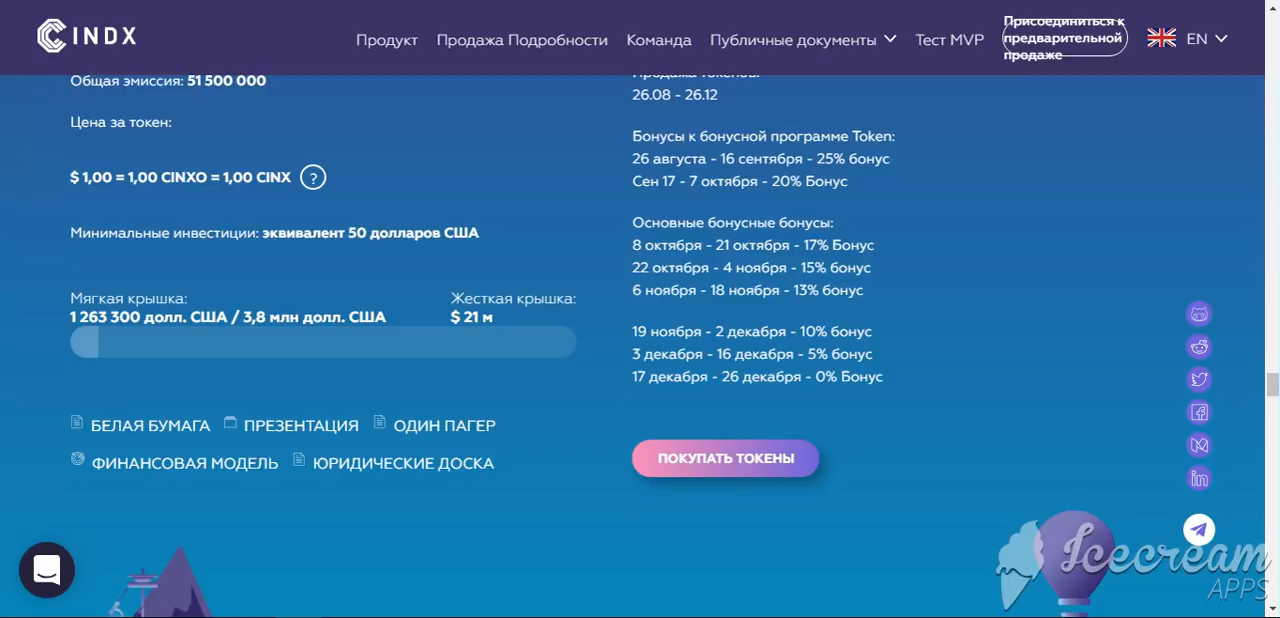 CINDX
Продукт
Продажа Подробности
Команда
Публичные документы
Тест MVP
Присоединиться к
предварительной
продаже
EN
Общая эмиссия: 51 500 000
Цена за токен:
$ 1,00 = 1,00 CINXO = 1,00 CINX ?
Минимальные инвестиции: эквивалент 50 долларов США
Мягкая крышка:
1 263 300 долл. США / 3,8 млн долл. США
Жесткая крышка:
$ 21 м
БЕЛАЯ БУМАГА
ПРЕЗЕНТАЦИЯ
ОДИН ПАГЕР
ФИНАНСОВАЯ МОДЕЛЬ
ЮРИДИЧЕСКИЕ ДОСКА
Продажа токенов:
26.08 - 26.12
Бонусы к бонусной программе Token:
26 августа - 16 сентября - 25% бонус
Сен 17 - 7 октября - 20% Бонус
Основные бонусные бонусы:
8 октября - 21 октября - 17% Бонус
22 октября - 4 ноября - 15% бонус
6 ноября - 18 ноября - 13% бонус
19 ноября - 2 декабря - 10% бонус
3 декабря - 16 декабря - 5% бонус
17 декабря - 26 декабря - 0% Бонус
ПОКУПАТЬ ТОКЕНЫ
Icecream
APPS